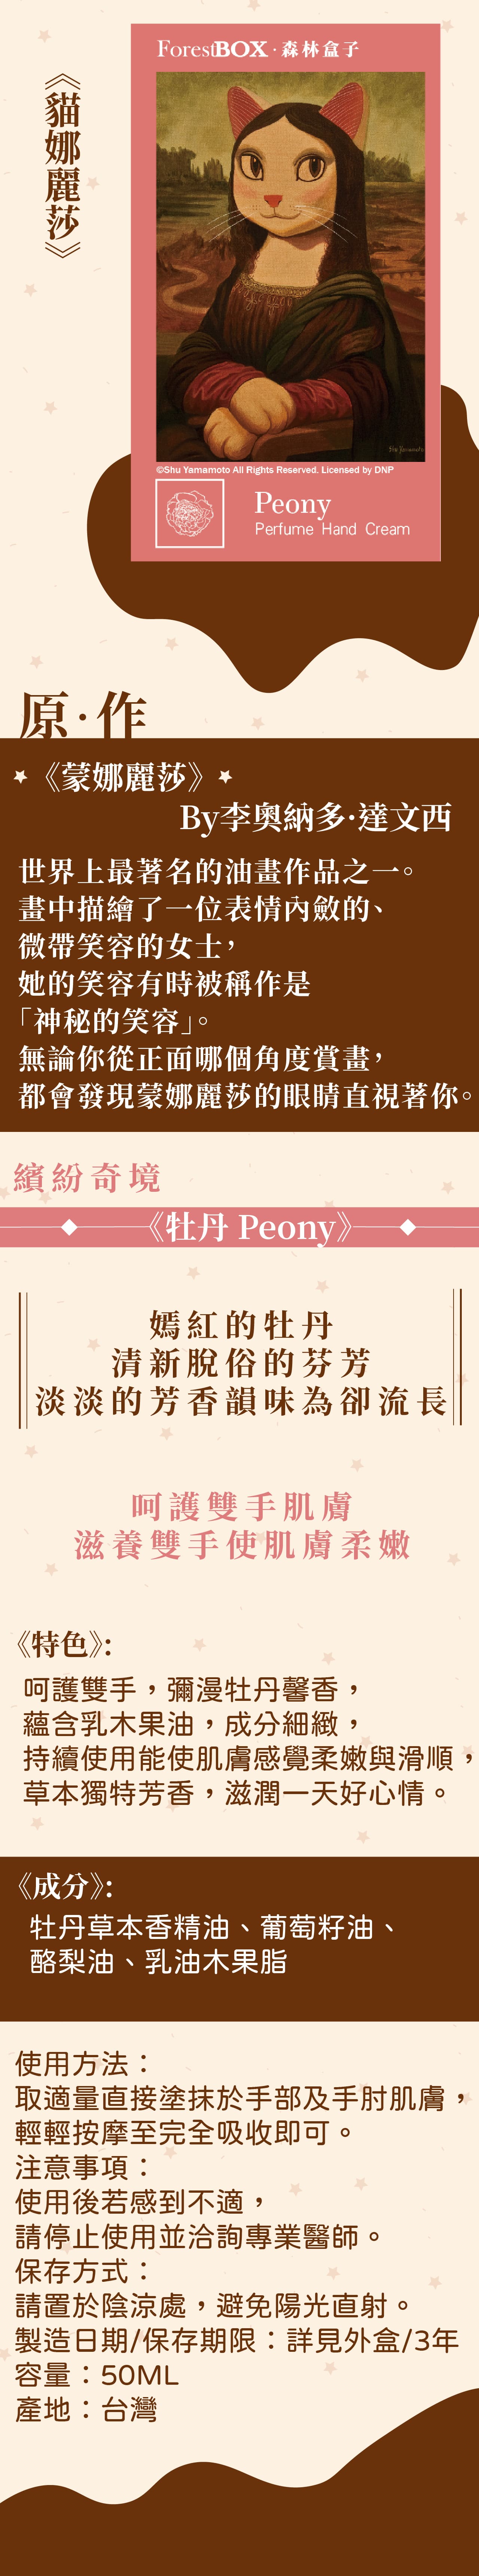 《貓娜麗莎》
ForestBOX · 森林盒子
Shu Yamamoto
©Shu Yamamoto All Rights Reserved. Licensed by DNP
Peony
Perfume Hand Cream
原·作
《蒙娜麗莎》
By李奧納多·達文西
世界上最著名的油畫作品之一。
畫中描繪了一位表情內斂的、
微帶笑容的女士，
她的笑容有時被稱作是
「神秘的笑容」。
無論你從正面哪個角度賞畫，
都會發現蒙娜麗莎的眼睛直視著你。
繽紛奇境
《牡丹 Peony》
嫣紅的牡丹
清新脫俗的芬芳
淡淡的芳香韻味為卻流長
呵護雙手肌膚
滋養雙手使肌膚柔嫩
《特色》:
呵護雙手，彌漫牡丹馨香，
蘊含乳木果油，成分細緻，
持續使用能使肌膚感覺柔嫩與滑順，
草本獨特芳香，滋潤一天好心情。
《成分》:
牡丹草本香精油、葡萄籽油、
酪梨油、乳油木果脂
使用方法：
取適量直接塗抹於手部及手肘肌膚，
輕輕按摩至完全吸收即可。
注意事項：
使用後若感到不適，
請停止使用並洽詢專業醫師。
保存方式：
請置於陰涼處，避免陽光直射。
製造日期/保存期限：詳見外盒/3年
容量：50ML
產地：台灣